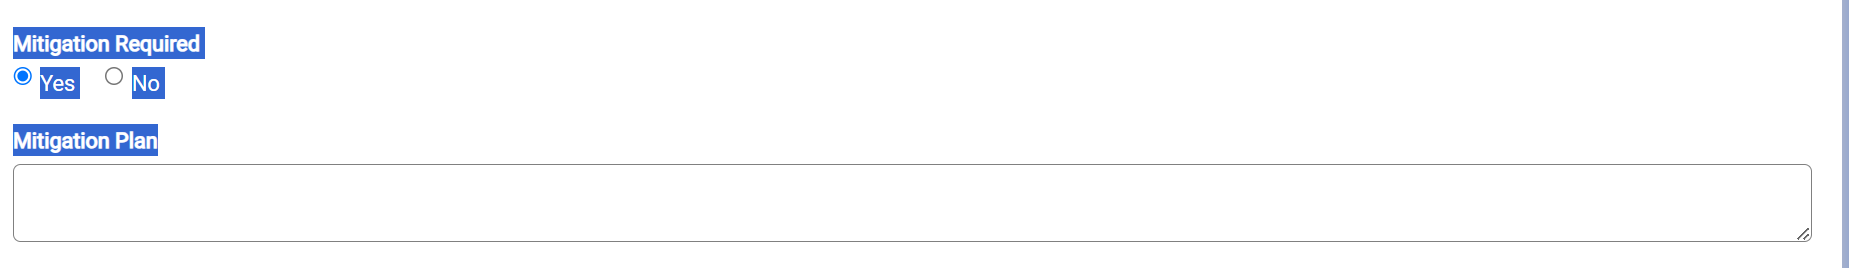 Mitigation Required
Yes No
Mitigation Plan